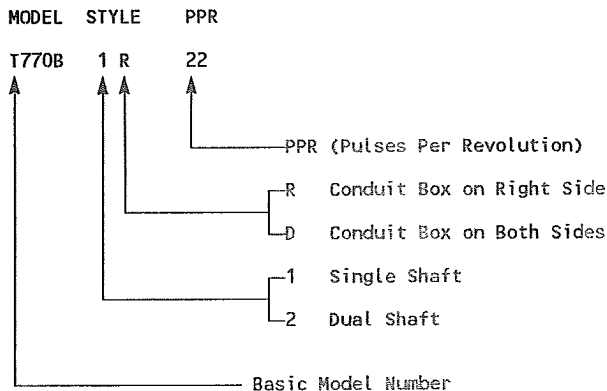 MODEL STYLE PPR
T770B 1 R 22
PPR (Pulses Per Revolution)
R Conduit Box on Right Side
D Conduit Box on Both Sides
1 Single Shaft
2 Dual Shaft
Basic Model Number